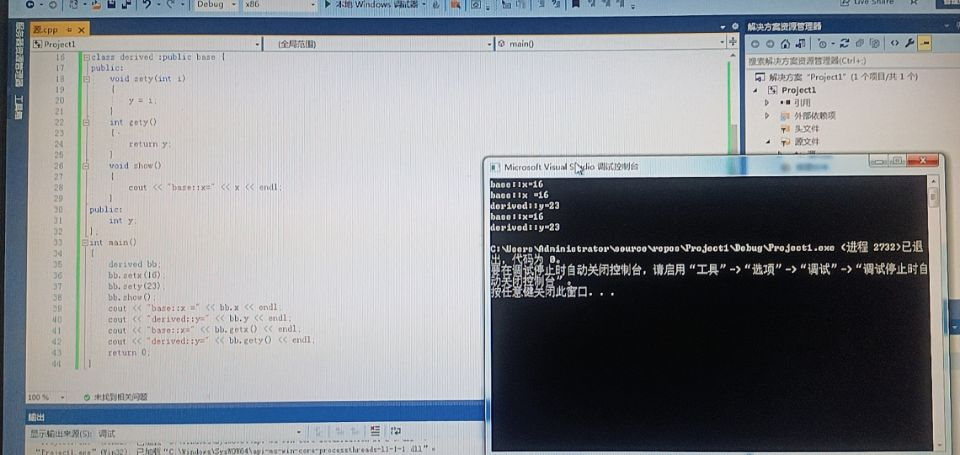 Debug
x86
本地 Windows 调试器
Live Share
源.cpp
Project1
(全局范围)
main()
服务器资源管理器
工具箱
16 class derived :public base {
17 public:
18 void sety(int i)
19 {
20 y = i;
21 }
22 int gety()
23 {
24 return y;
25 }
26 void show()
27 {
28 cout << "base::x=" << x << endl;
29 }
30 public:
31 int y;
32 };
33 int main()
34 {
35 derived bb;
36 bb.setx(16);
37 bb.sety(23);
38 bb.show();
39 cout << "base::x =" << bb.x << endl;
40 cout << "derived::y=" << bb.y << endl;
41 cout << "base::x=" << bb.getx() << endl;
42 cout << "derived::y=" << bb.gety() << endl;
43 return 0;
44 }
100 %
未找到相关问题
输出
显示输出来源(S): 调试
"Project1.exe" (Win32) 已加载 "C:\Windows\SysWOW64\api-ms-win-core-processthreads-l1-1-1.dll"。
解决方案资源管理器
搜索解决方案资源管理器(Ctrl+;)
解决方案 "Project1" (1 个项目/共 1 个)
Project1
引用
外部依赖项
头文件
源文件
Microsoft Visual Studio 调试控制台
base::x=16
base::x =16
derived::y=23
base::x=16
derived::y=23
C:\Users\Administrator\source\repos\Project1\Debug\Project1.exe (进程 2732)已退
出，代码为 0。
要在调试停止时自动关闭控制台，请启用“工具”->“选项”->“调试”->“调试停止时自
动关闭控制台”。
按任意键关闭此窗口. . .